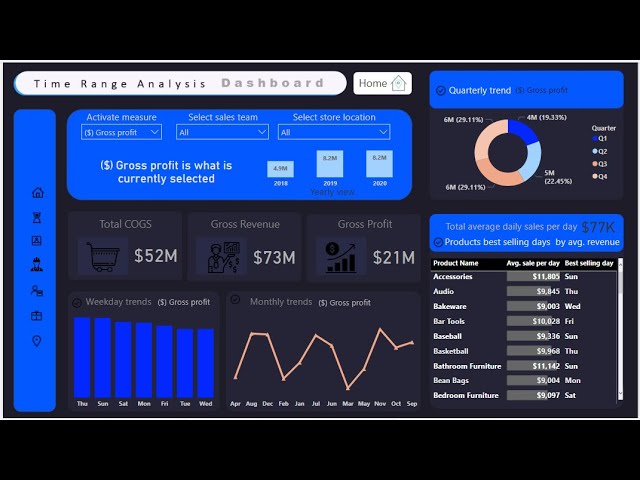 Time Range Analysis Dashboard
Home
Activate measure
Select sales team
Select store location
($) Gross profit
All
All
($) Gross profit is what is
currently selected
4.9M
8.2M
8.2M
2018
2019
2020
Yearly view
Quarterly trend ($) Gross profit
6M (29.11%)
4M (19.33%)
5M
(22.45%)
6M (29.11%)
Quarter
Q1
Q2
Q3
Q4
Total COGS
$52M
Gross Revenue
$73M
Gross Profit
$21M
Total average daily sales per day $77K
Products best selling days by avg. revenue
Product Name Avg. sale per day Best selling day
Accessories $11,805 Sun
Audio $9,845 Thu
Bakeware $9,003 Wed
Bar Tools $10,028 Fri
Baseball $9,336 Sun
Basketball $9,968 Thu
Bathroom Furniture $11,142 Sun
Bean Bags $9,004 Mon
Bedroom Furniture $9,097 Sat
Weekday trends ($) Gross profit
Thu Sun Sat Mon Fri Tue Wed
Monthly trends ($) Gross profit
Apr Aug Dec Feb Jan Jul Jun Mar May Nov Oct Sep